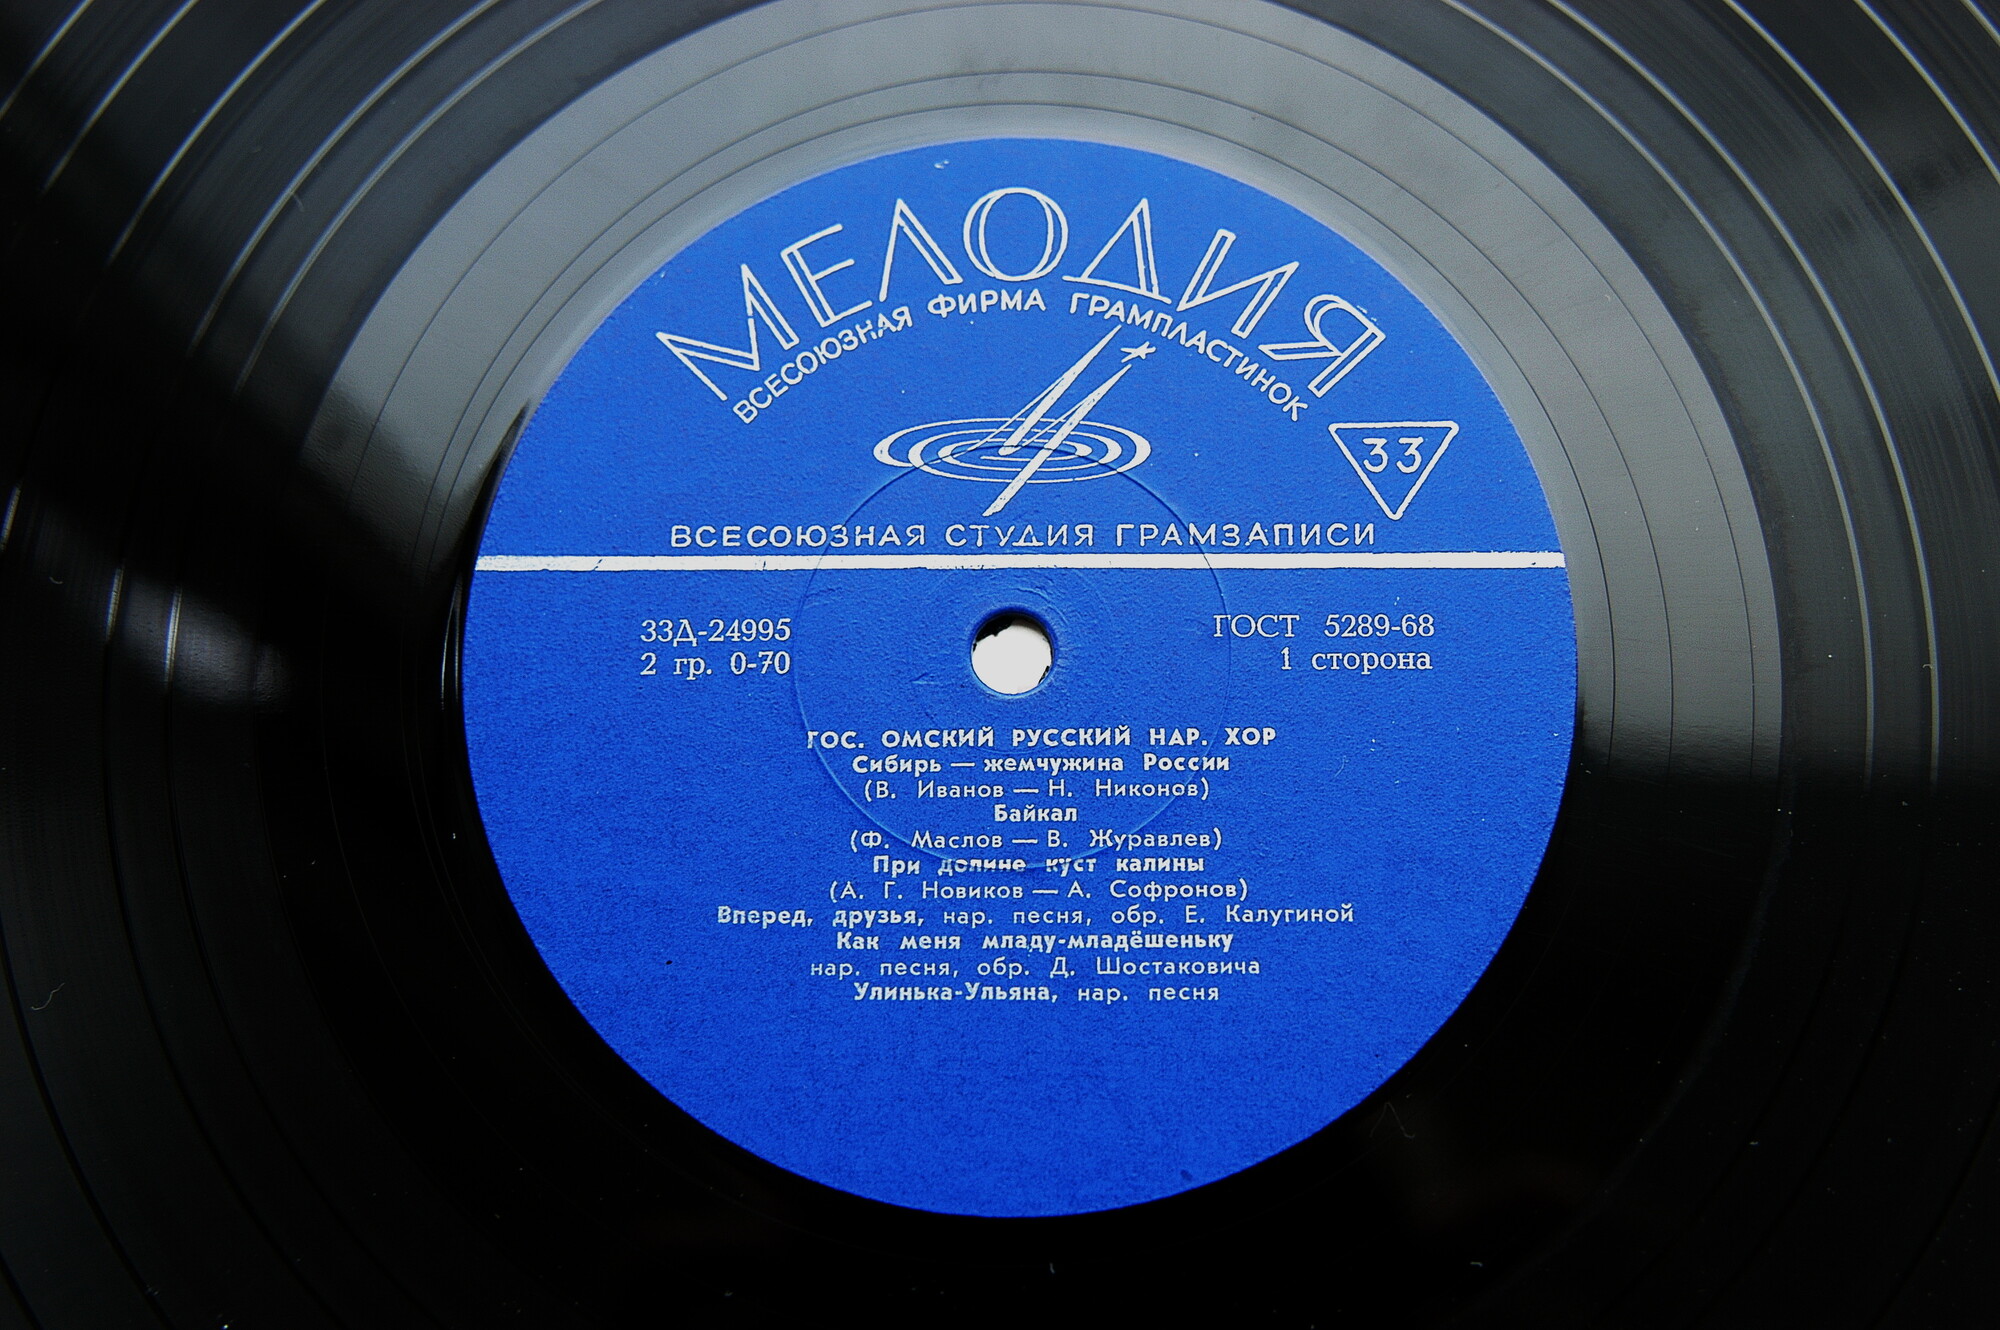 МЕЛОДИЯ
ВСЕСОЮЗНАЯ ФИРМА ГРАМПЛАСТИНОК
33
ВСЕСОЮЗНАЯ СТУДИЯ ГРАМЗАПИСИ
33Д-24995
ГОСТ 5289-68
2 гр. 0-70
1 сторона
ГОС. ОМСКИЙ РУССКИЙ НАР. ХОР
Сибирь — жемчужина России
(В. Иванов — Н. Никонов)
Байкал
(Ф. Маслов — В. Журавлев)
При долине куст калины
(А. Г. Новиков — А. Софронов)
Вперед, друзья, нар. песня, обр. Е. Калугиной
Как меня младу-младёшеньку
нар. песня, обр. Д. Шостаковича
Улинька-Ульяна, нар. песня